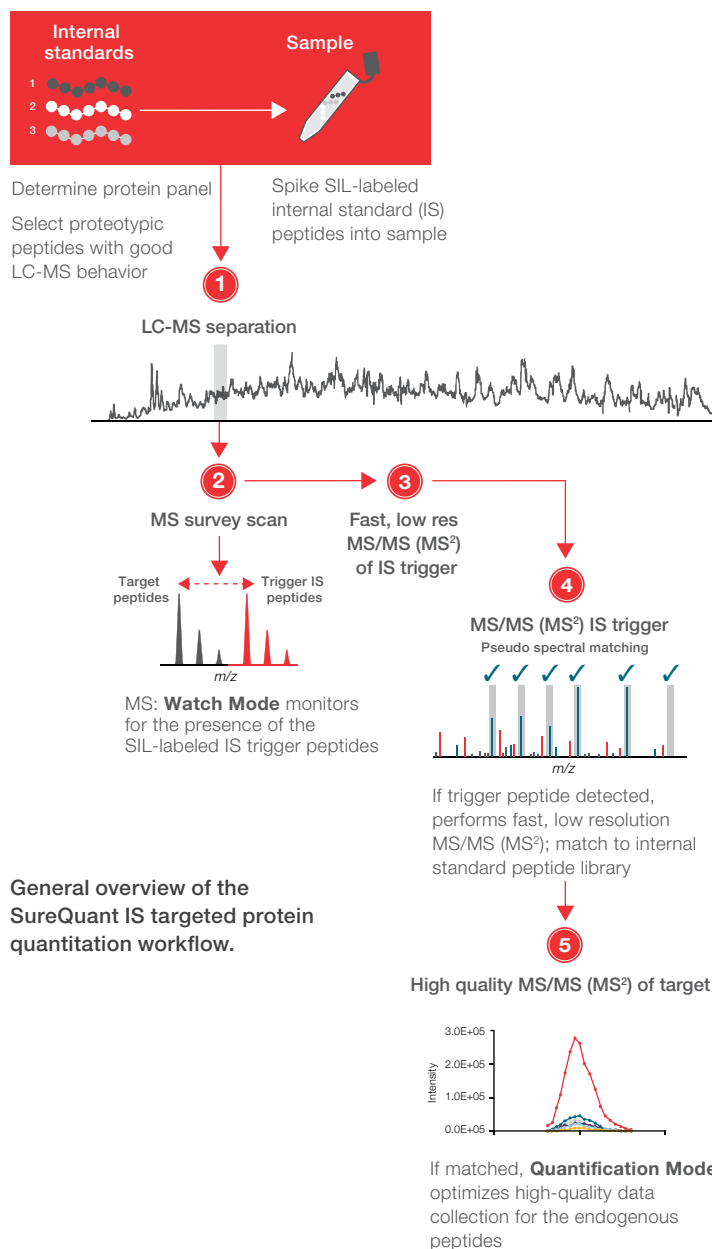 Internal
standards
Sample
1
2
3
Determine protein panel
Select proteotypic
peptides with good
LC-MS behavior
Spike SIL-labeled
internal standard (IS)
peptides into sample
1
LC-MS separation
2
MS survey scan
3
Fast, low res
MS/MS (MS²)
of IS trigger
Target
peptides
Trigger IS
peptides
m/z
MS: Watch Mode monitors
for the presence of the
SIL-labeled IS trigger peptides
4
MS/MS (MS²) IS trigger
Pseudo spectral matching
m/z
If trigger peptide detected,
performs fast, low resolution
MS/MS (MS²); match to internal
standard peptide library
General overview of the
SureQuant IS targeted protein
quantitation workflow.
5
High quality MS/MS (MS²) of target
3.0E+05
2.0E+05
1.0E+05
0.0E+05
Intensity
If matched, Quantification Mode
optimizes high-quality data
collection for the endogenous
peptides